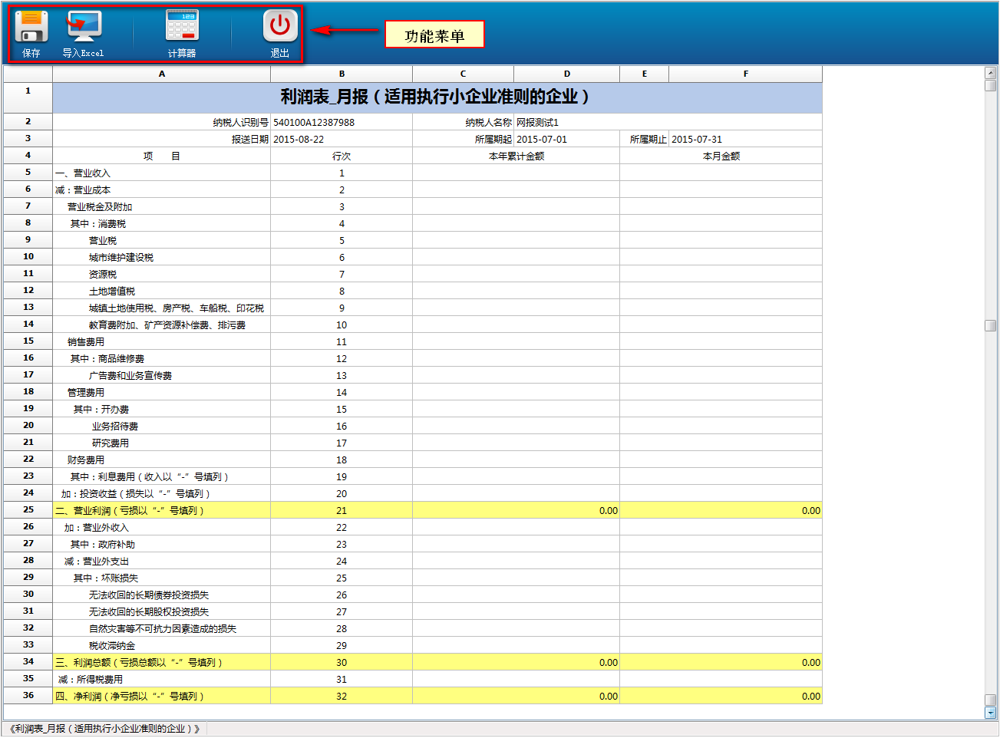 保存 导入Excel 计算器 退出
功能菜单
A B C D E F
1 利润表_月报（适用执行小企业准则的企业）
2 纳税人识别号 540100A12387988 纳税人名称 网报测试1
3 报送日期 2015-08-22 所属期起 2015-07-01 所属期止 2015-07-31
4 项 目 行次 本年累计金额 本月金额
5 一、营业收入 1
6 减：营业成本 2
7 营业税金及附加 3
8 其中：消费税 4
9 营业税 5
10 城市维护建设税 6
11 资源税 7
12 土地增值税 8
13 城镇土地使用税、房产税、车船税、印花税 9
14 教育费附加、矿产资源补偿费、排污费 10
15 销售费用 11
16 其中：商品维修费 12
17 广告费和业务宣传费 13
18 管理费用 14
19 其中：开办费 15
20 业务招待费 16
21 研究费用 17
22 财务费用 18
23 其中：利息费用（收入以“-”号填列） 19
24 加：投资收益（损失以“-”号填列） 20
25 二、营业利润（亏损以“-”号填列） 21 0.00 0.00
26 加：营业外收入 22
27 其中：政府补助 23
28 减：营业外支出 24
29 其中：坏账损失 25
30 无法收回的长期债券投资损失 26
31 无法收回的长期股权投资损失 27
32 自然灾害等不可抗力因素造成的损失 28
33 税收滞纳金 29
34 三、利润总额（亏损总额以“-”号填列） 30 0.00 0.00
35 减：所得税费用 31
36 四、净利润（净亏损以“-”号填列） 32 0.00 0.00
《利润表_月报（适用执行小企业准则的企业）》